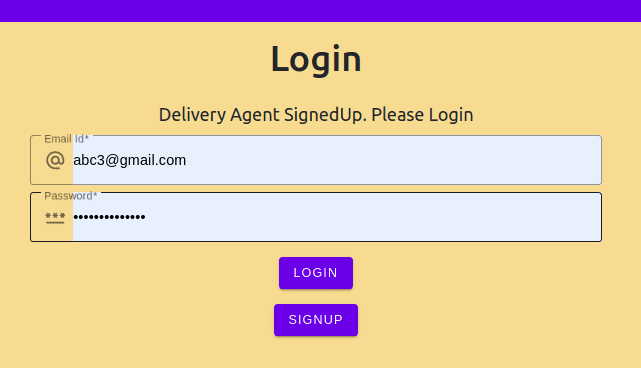 Login
Delivery Agent SignedUp. Please Login
Email Id*
abc3@gmail.com
Password*
••••••••••••••
LOGIN
SIGNUP